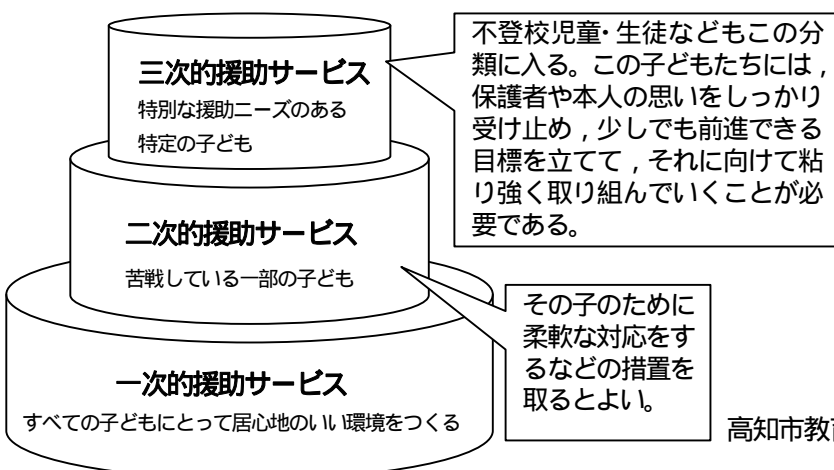 三次的援助サービス
特別な援助ニーズのある
特定の子ども
不登校児童・生徒などもこの分
類に入る。この子どもたちには，
保護者や本人の思いをしっかり
受け止め，少しでも前進できる
目標を立てて，それに向けて粘
り強く取り組んでいくことが必
要である。
二次的援助サービス
苦戦している一部の子ども
その子のために
柔軟な対応をす
るなどの措置を
取るとよい。
一次的援助サービス
すべての子どもにとって居心地のいい環境をつくる
高知市教育